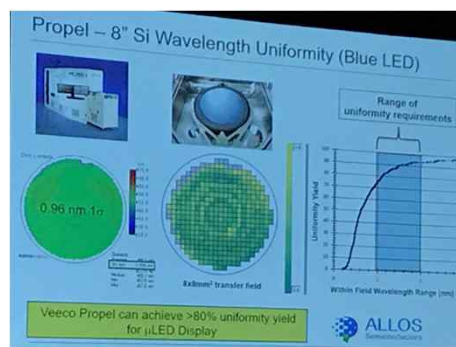 Propel – 8” Si Wavelength Uniformity (Blue LED)
Range of
uniformity requirements
0.96 nm 1σ
Uniformity Yield
8x8mm² transfer field
Within Field Wavelength Range (nm)
Veeco Propel can achieve >80% uniformity yield
for µLED Display
ALLOS
Semiconductors